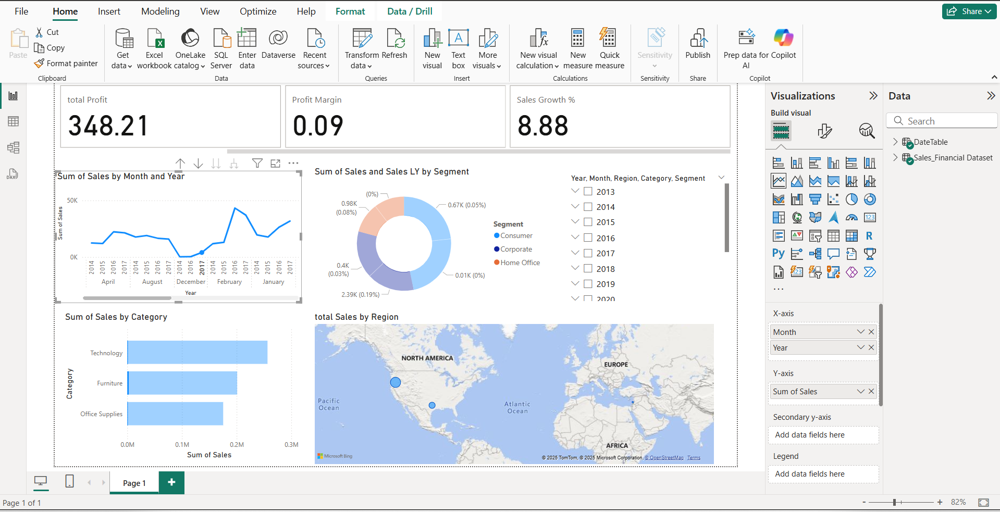 File Home Insert Modeling View Optimize Help Format Data / Drill
Share
Paste
Cut
Copy
Format painter
Clipboard
Get data
Excel workbook
OneLake catalog
SQL Server
Enter data
Dataverse
Recent sources
Data
Transform data
Refresh
Queries
New visual
Text box
More visuals
Insert
New visual calculation
New measure
Quick measure
Calculations
Sensitivity
Sensitivity
Publish
Share
Prep data for AI
Copilot
Copilot
DAX
total Profit
348.21
Profit Margin
0.09
Sales Growth %
8.88
Sum of Sales by Month and Year
Sum of Sales
50K
0K
2014 2015 2016 2017 2014 2015 2016 2017 2014 2016 2017 2014 2015 2016 2017 2014 2015 2016 2017
April August December February January
Year
Sum of Sales and Sales LY by Segment
(0%)
0.98K
(0.08%)
0.67K (0.05%)
0.4K
(0.03%)
0.01K (0%)
2.39K (0.19%)
Segment
Consumer
Corporate
Home Office
Year, Month, Region, Category, Segment
2013
2014
2015
2016
2017
2018
2019
2020
Sum of Sales by Category
Category
Technology
Furniture
Office Supplies
0.0M 0.1M 0.2M 0.3M
Sum of Sales
total Sales by Region
NORTH AMERICA
EUROPE
Pacific
Ocean
Atlantic
Ocean
AFRICA
Microsoft Bing
© 2025 TomTom, © 2025 Microsoft Corporation, © OpenStreetMap Terms
Visualizations
Build visual
123
R
Py
123
...
X-axis
Month
Year
Y-axis
Sum of Sales
Secondary y-axis
Add data fields here
Legend
Add data fields here
Data
Search
DateTable
Sales_Financial Dataset
Page 1
+
Page 1 of 1
- + 82%